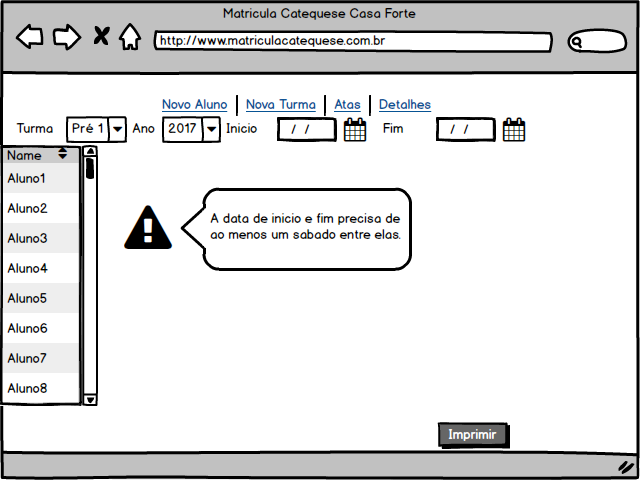 Matricula Catequese Casa Forte
http://www.matriculacatequese.com.br
Novo Aluno Nova Turma Atas Detalhes
Turma Pré 1 Ano 2017 Inicio / / Fim / /
Name
Aluno1
Aluno2
Aluno3
Aluno4
Aluno5
Aluno6
Aluno7
Aluno8
A data de inicio e fim precisa de
ao menos um sabado entre elas.
Imprimir